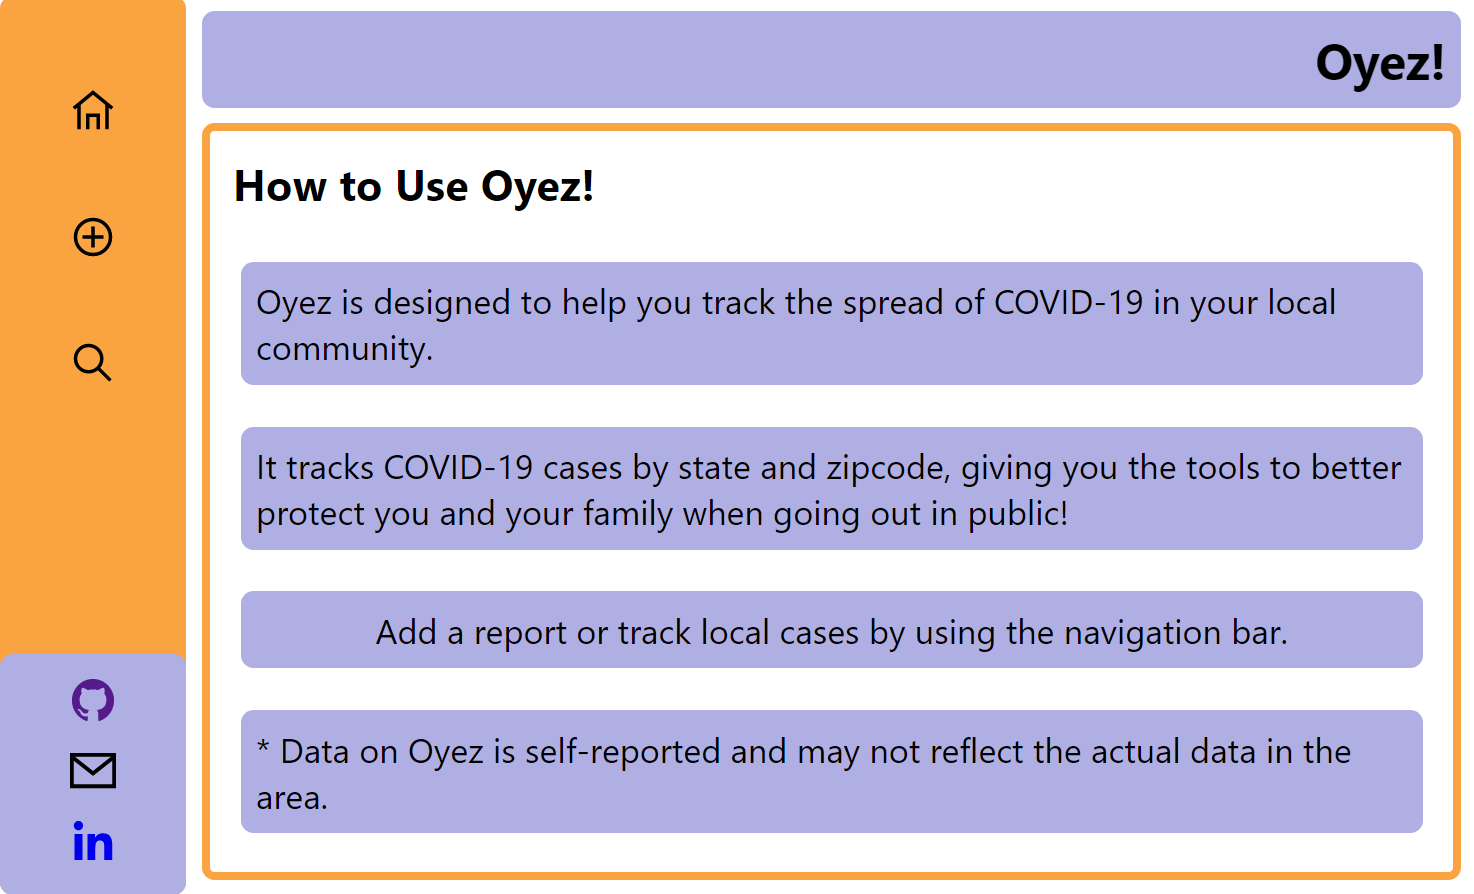 Oyez!
How to Use Oyez!
Oyez is designed to help you track the spread of COVID-19 in your local
community.
It tracks COVID-19 cases by state and zipcode, giving you the tools to better
protect you and your family when going out in public!
Add a report or track local cases by using the navigation bar.
* Data on Oyez is self-reported and may not reflect the actual data in the
area.
in